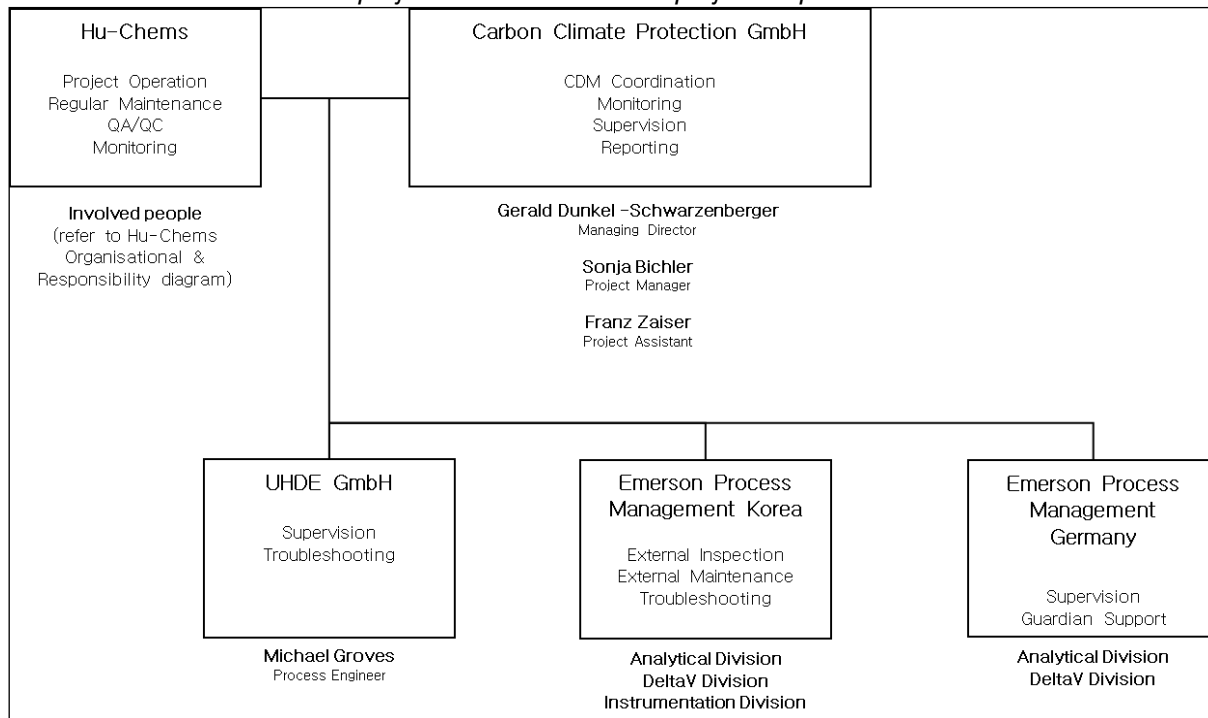 Hu-Chems
Project Operation
Regular Maintenance
QA/QC
Monitoring
Carbon Climate Protection GmbH
CDM Coordination
Monitoring
Supervision
Reporting
Involved people
(refer to Hu-Chems
Organisational &
Responsibility diagram)
Gerald Dunkel -Schwarzenberger
Managing Director
Sonja Bichler
Project Manager
Franz Zaiser
Project Assistant
UHDE GmbH
Supervision
Troubleshooting
Michael Groves
Process Engineer
Emerson Process
Management Korea
External Inspection
External Maintenance
Troubleshooting
Analytical Division
DeltaV Division
Instrumentation Division
Emerson Process
Management
Germany
Supervision
Guardian Support
Analytical Division
DeltaV Division